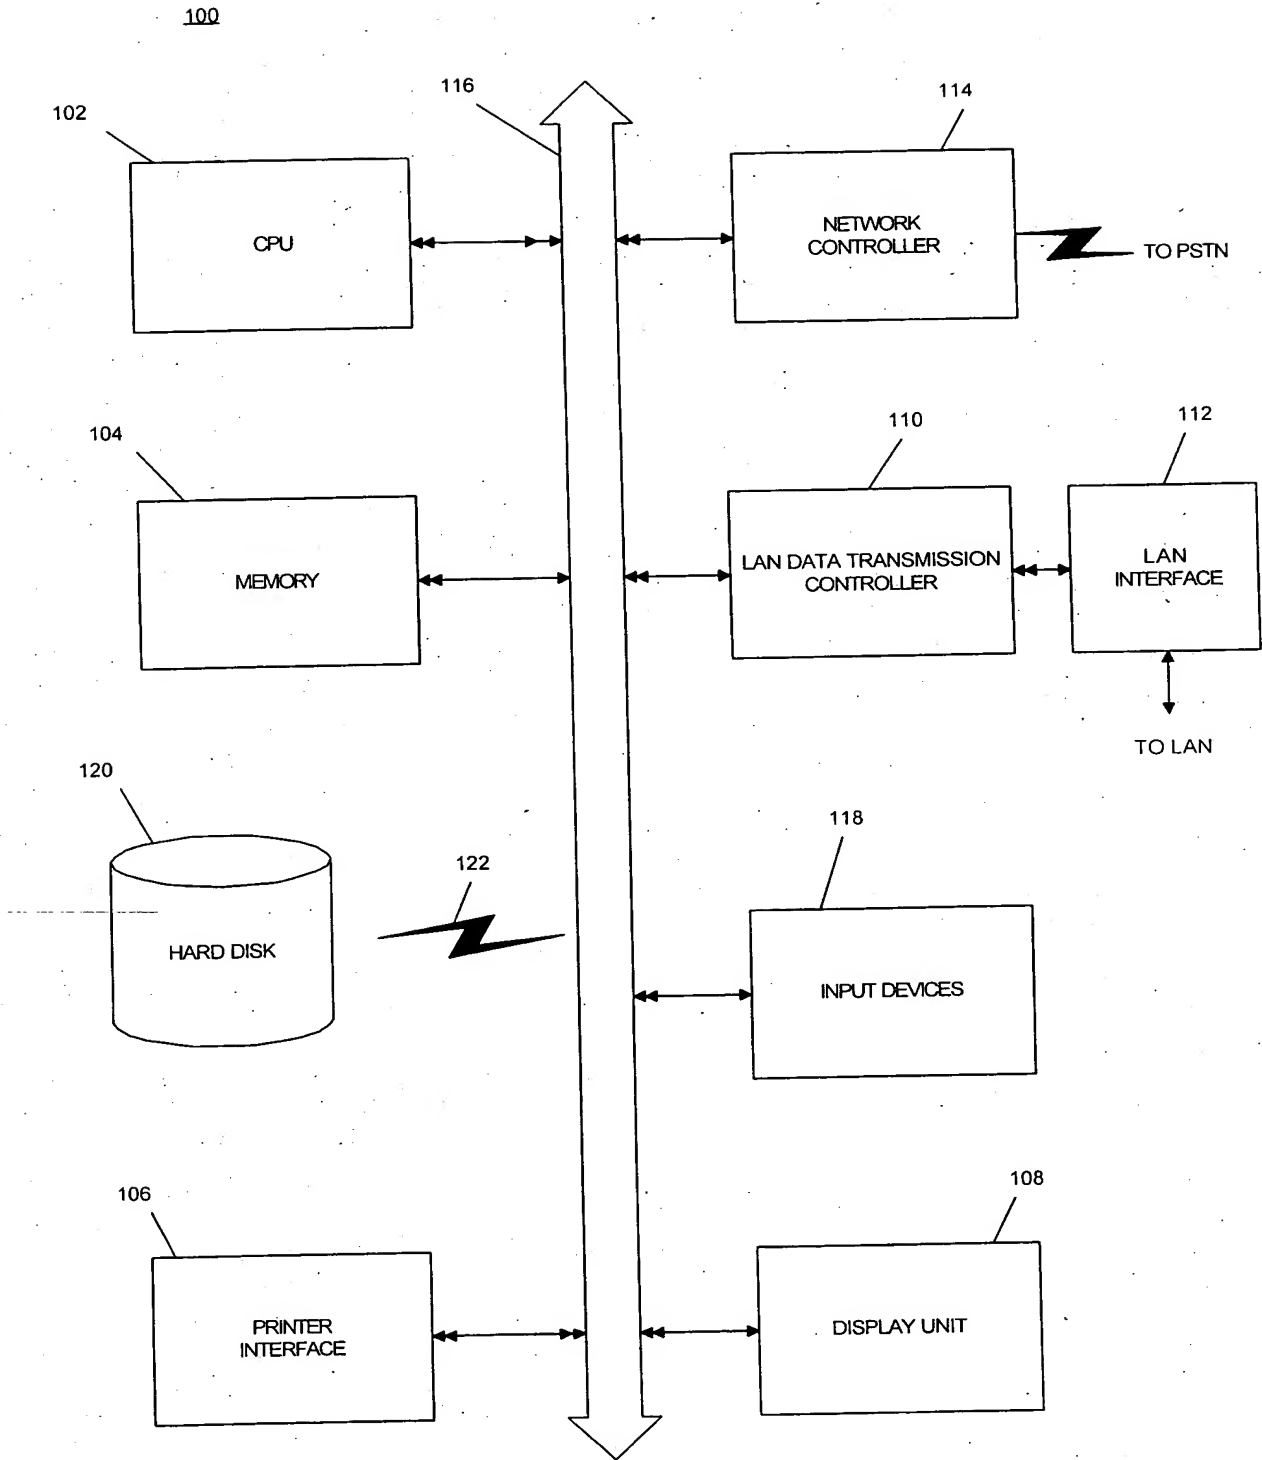 100
116
114
102
CPU
NETWORK
CONTROLLER
TO PSTN
104
110
112
MEMORY
LAN DATA TRANSMISSION
CONTROLLER
LAN
INTERFACE
TO LAN
120
122
118
HARD DISK
INPUT DEVICES
106
108
PRINTER
INTERFACE
DISPLAY UNIT